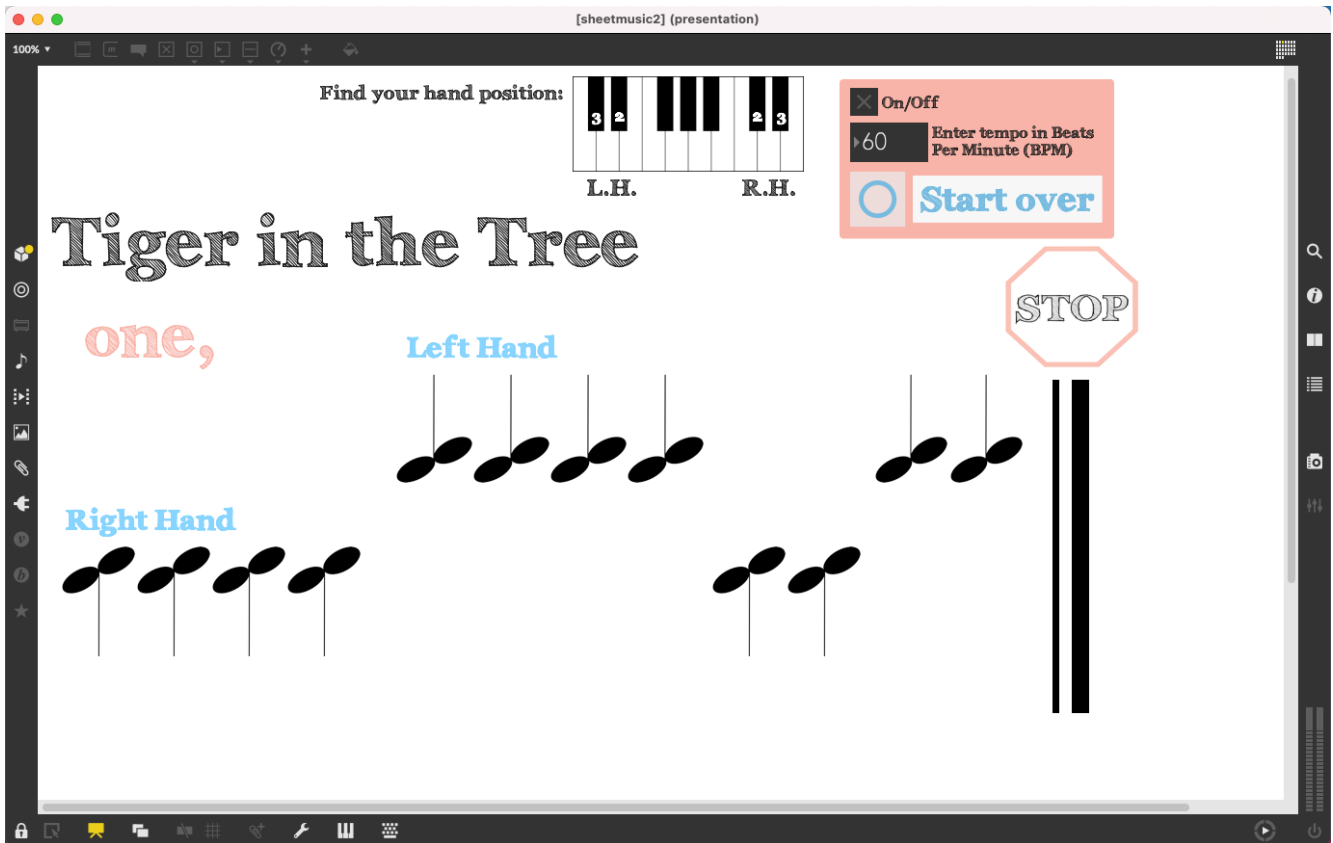 [sheetmusic2] (presentation)
100%
Find your hand position:
3 2 2 3
L.H. R.H.
On/Off
60
Enter tempo in Beats
Per Minute (BPM)
Start over
Tiger in the Tree
STOP
one,
Left Hand
Right Hand